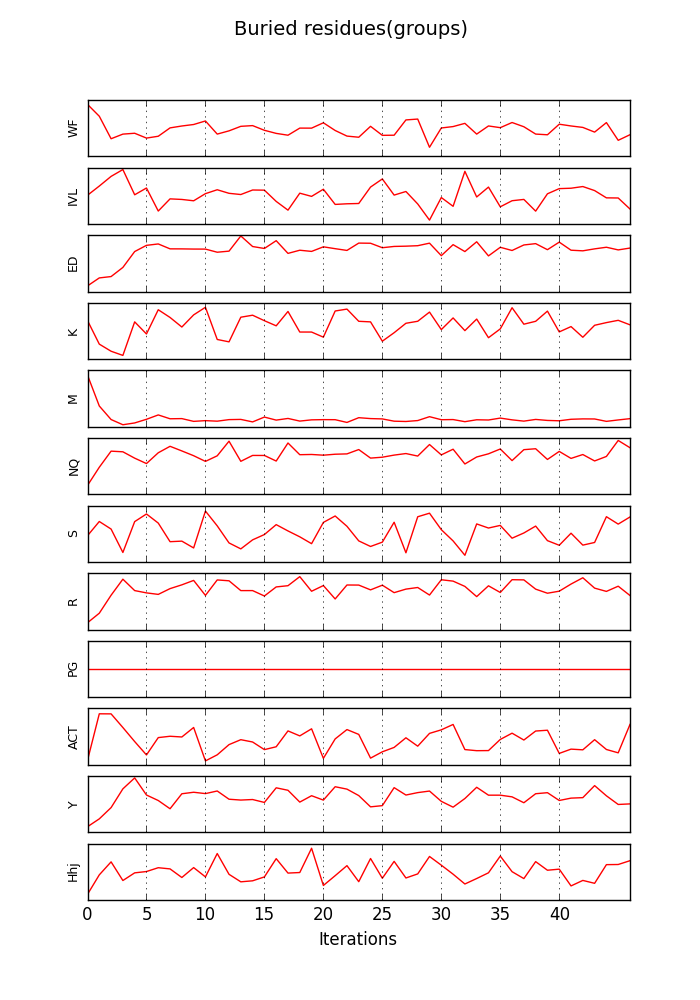 Buried residues(groups)
WF
IVL
ED
K
M
NQ
S
R
PG
ACT
Y
Hhj
0 5 10 15 20 25 30 35 40
Iterations